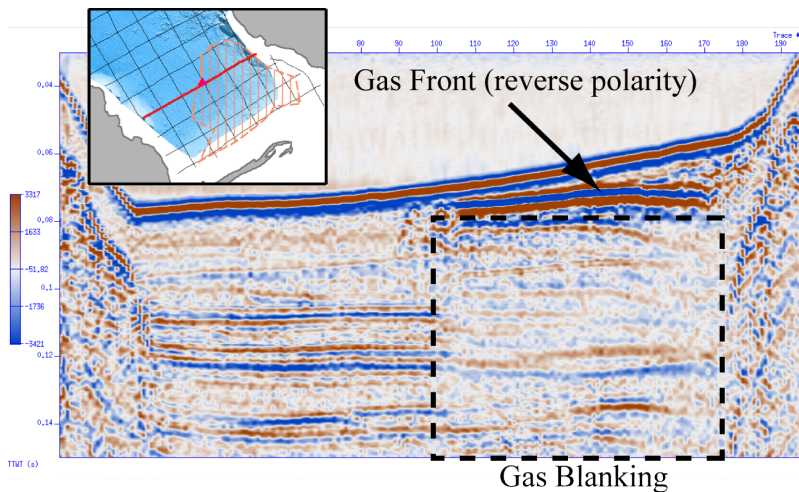 Trace
80 90 100 110 120 130 140 150 160 170 180 190
Gas Front (reverse polarity)
0,04
0,06
0,08
0,1
0,12
0,14
3317
1633
-51,82
-1736
-3421
TTWT (s)
Gas Blanking